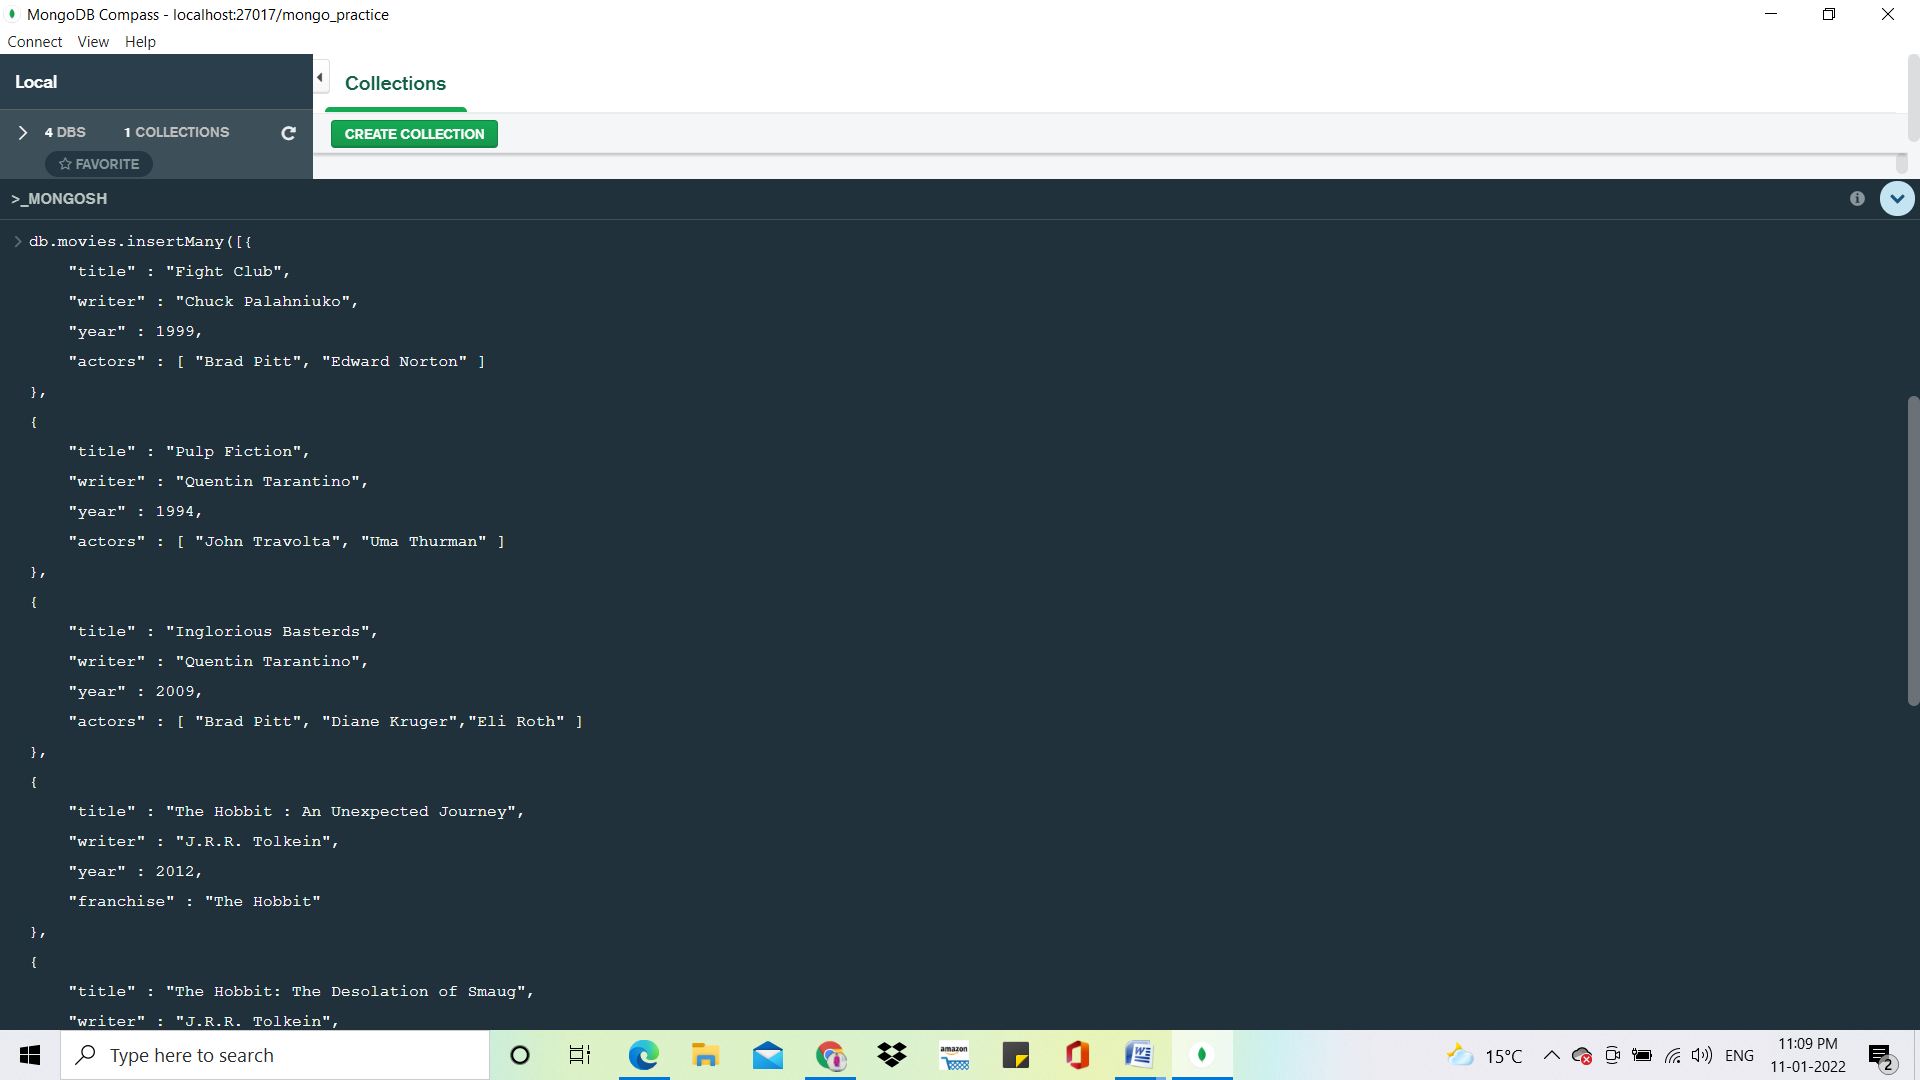 MongoDB Compass - localhost:27017/mongo_practice
Connect View Help
Local
Collections
4 DBS 1 COLLECTIONS
CREATE COLLECTION
FAVORITE
>_MONGOSH
db.movies.insertMany([{
"title" : "Fight Club",
"writer" : "Chuck Palahniuko",
"year" : 1999,
"actors" : [ "Brad Pitt", "Edward Norton" ]
},
{
"title" : "Pulp Fiction",
"writer" : "Quentin Tarantino",
"year" : 1994,
"actors" : [ "John Travolta", "Uma Thurman" ]
},
{
"title" : "Inglorious Basterds",
"writer" : "Quentin Tarantino",
"year" : 2009,
"actors" : [ "Brad Pitt", "Diane Kruger","Eli Roth" ]
},
{
"title" : "The Hobbit : An Unexpected Journey",
"writer" : "J.R.R. Tolkein",
"year" : 2012,
"franchise" : "The Hobbit"
},
{
"title" : "The Hobbit: The Desolation of Smaug",
"writer" : "J.R.R. Tolkein",
Type here to search
amazon
15°C
ENG
11:09 PM
11-01-2022
2